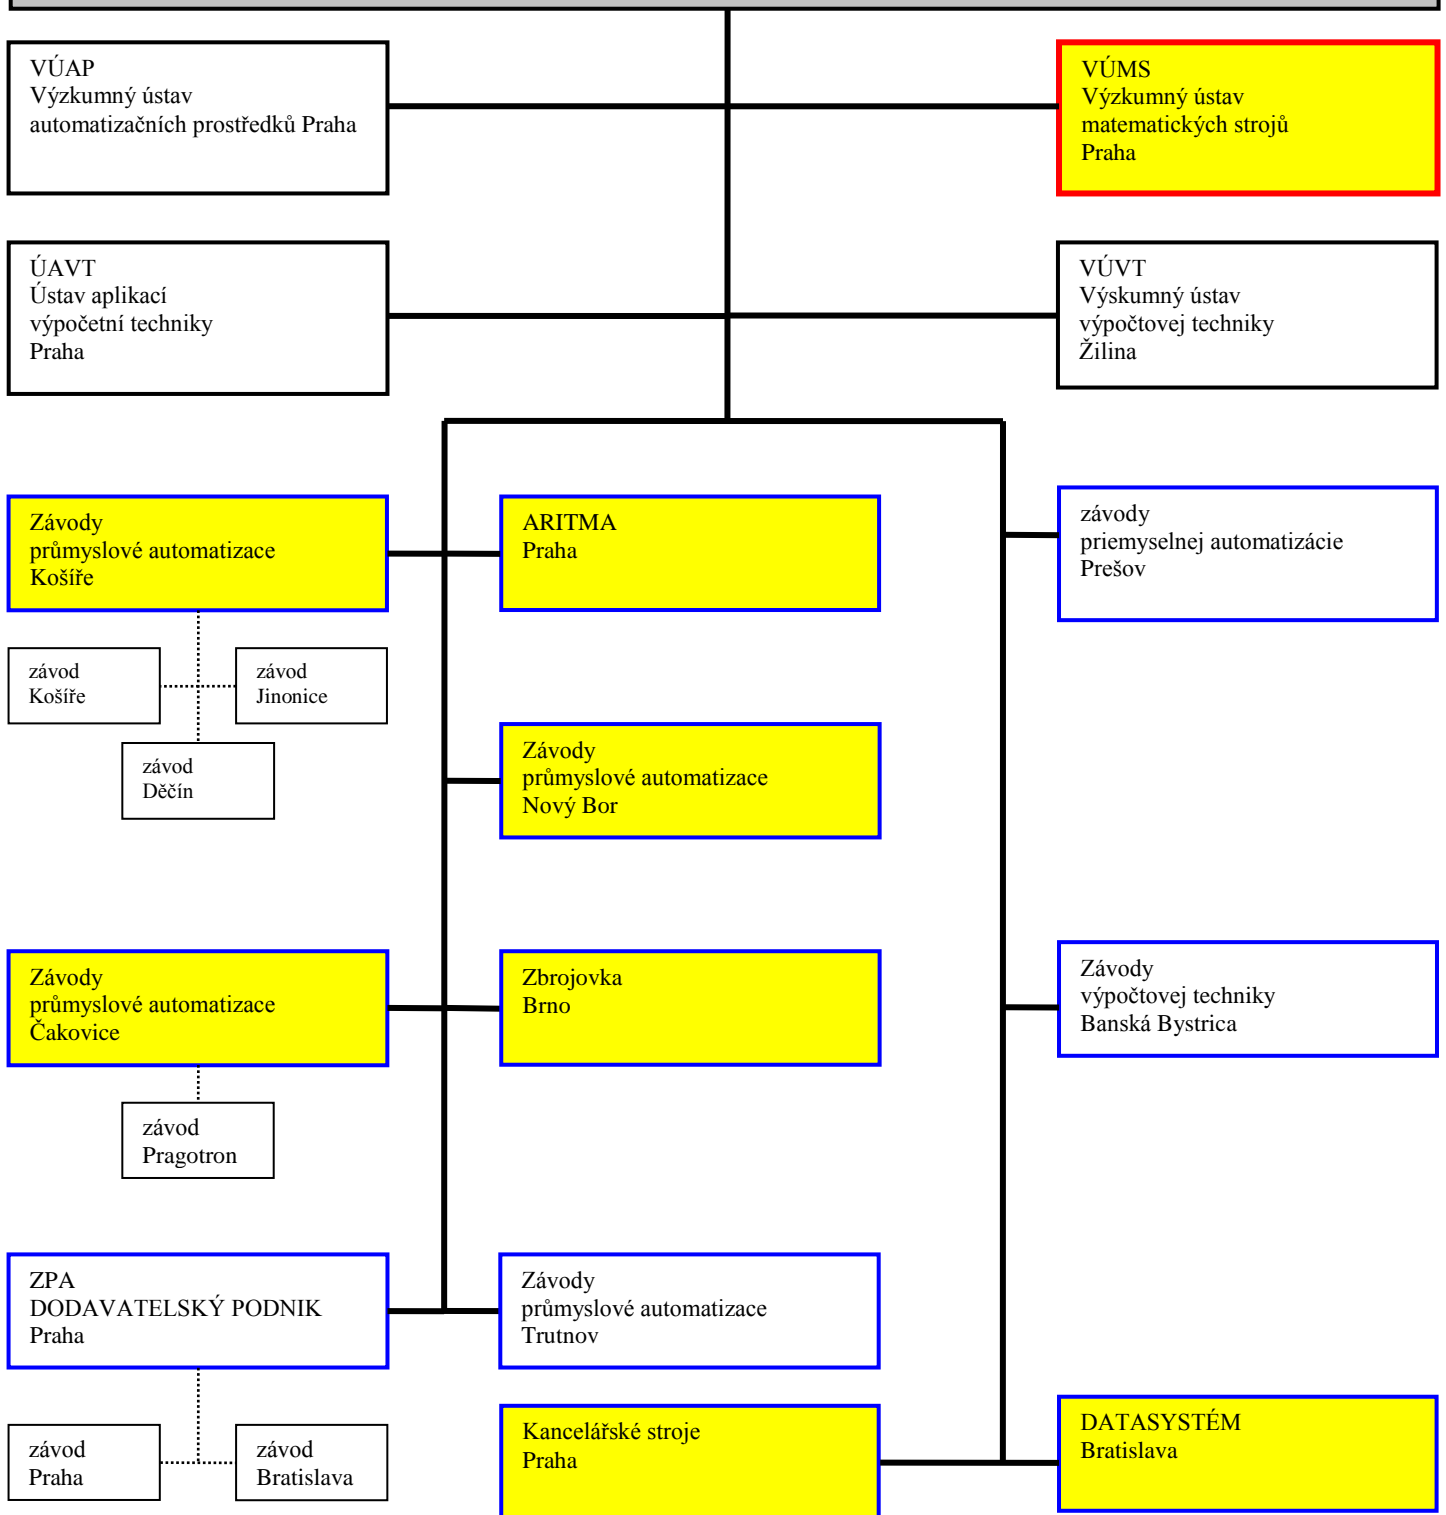 VÚAP
Výzkumný ústav
automatizačních prostředků Praha
VÚMS
Výzkumný ústav
matematických strojů
Praha
ÚAVT
Ústav aplikací
výpočetní techniky
Praha
VÚVT
Výskumný ústav
výpočtovej techniky
Žilina
Závody
průmyslové automatizace
Košíře
ARITMA
Praha
závody
priemyselnej automatizácie
Prešov
závod
Košíře
závod
Jinonice
závod
Děčín
Závody
průmyslové automatizace
Nový Bor
Závody
průmyslové automatizace
Čakovice
Zbrojovka
Brno
Závody
výpočtovej techniky
Banská Bystrica
závod
Pragotron
ZPA
DODAVATELSKÝ PODNIK
Praha
Závody
průmyslové automatizace
Trutnov
závod
Praha
závod
Bratislava
Kancelářské stroje
Praha
DATASYSTÉM
Bratislava